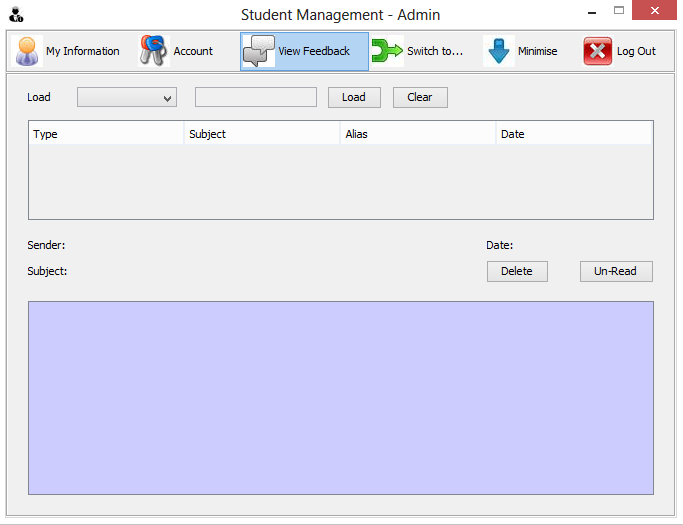 Student Management - Admin
My Information Account View Feedback Switch to... Minimise Log Out
Load Load Clear
Type Subject Alias Date
Sender: Date:
Subject: Delete Un-Read